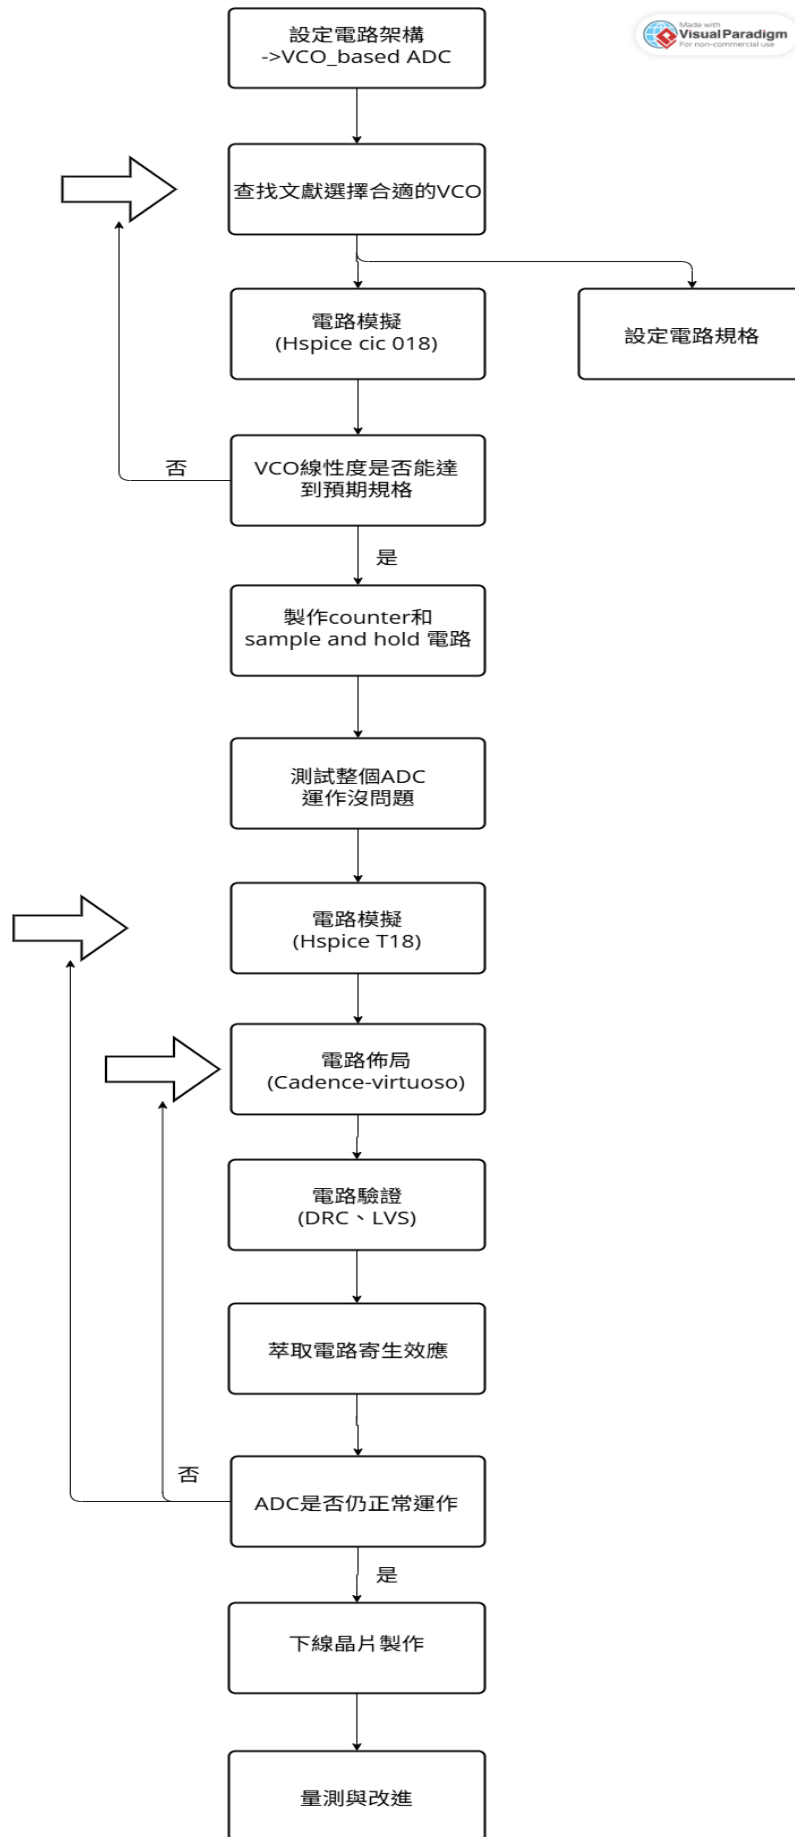 設定電路架構
->VCO_based ADC
Made with
Visual Paradigm
For non-commercial use
查找文獻選擇合適的VCO
電路模擬
(Hspice cic 018)
設定電路規格
VCO線性度是否能達
到預期規格
否
是
製作counter和
sample and hold 電路
測試整個ADC
運作沒問題
電路模擬
(Hspice T18)
電路佈局
(Cadence-virtuoso)
電路驗證
(DRC、LVS)
萃取電路寄生效應
否
ADC是否仍正常運作
是
下線晶片製作
量測與改進